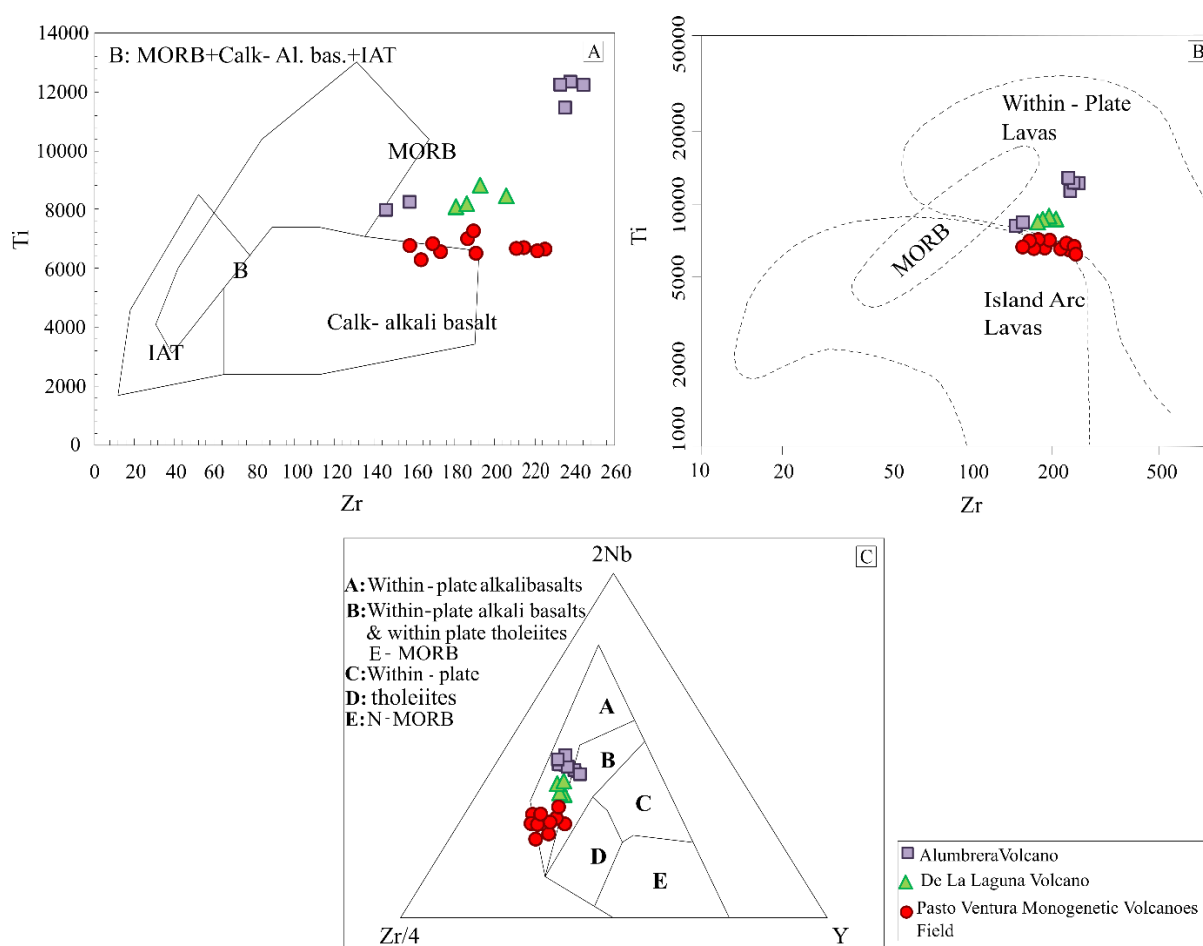 B: MORB+Calk- Al. bas.+IAT
A
14000
12000
10000
8000
6000
4000
2000
0
Ti
MORB
B
IAT
Calk- alkali basalt
0 20 40 60 80 100 120 140 160 180 200 220 240 260
Zr
B
50000
20000
10000
5000
2000
1000
Ti
Within - Plate
Lavas
MORB
Island Arc
Lavas
10 20 50 100 200 500
Zr
C
2Nb
A: Within - plate alkalibasalts
B: Within-plate alkali basalts
& within plate tholeiites
E - MORB
C: Within - plate
D: tholeiites
E: N - MORB
A
B
C
D
E
Zr/4
Y
Alumbrera Volcano
De La Laguna Volcano
Pasto Ventura Monogenetic Volcanoes
Field